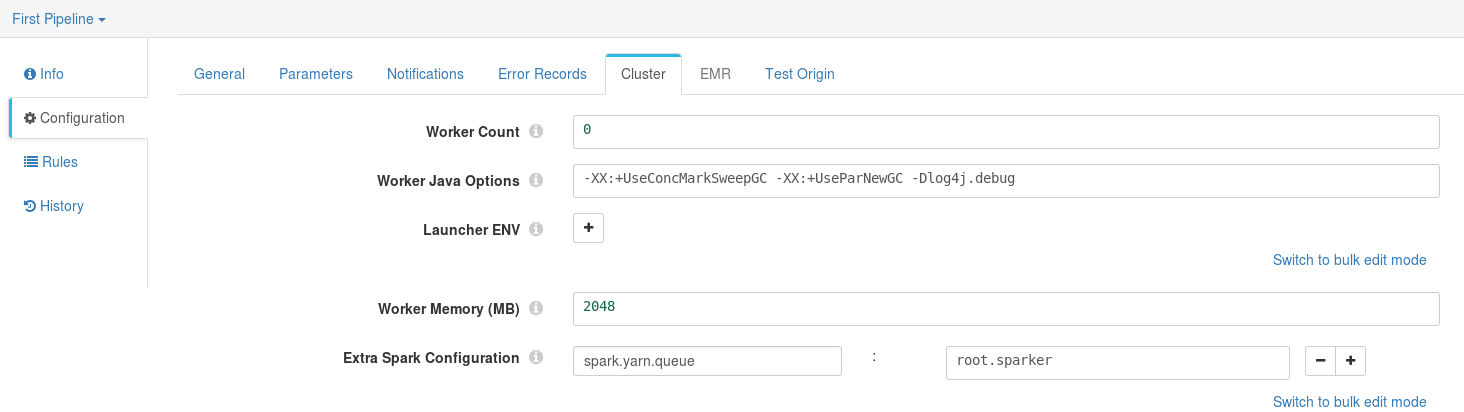 First Pipeline
Info
Configuration
Rules
History
General Parameters Notifications Error Records Cluster EMR Test Origin
Worker Count 0
Worker Java Options -XX:+UseConcMarkSweepGC -XX:+UseParNewGC -Dlog4j.debug
Launcher ENV +
Switch to bulk edit mode
Worker Memory (MB) 2048
Extra Spark Configuration spark.yarn.queue : root.sparker − +
Switch to bulk edit mode